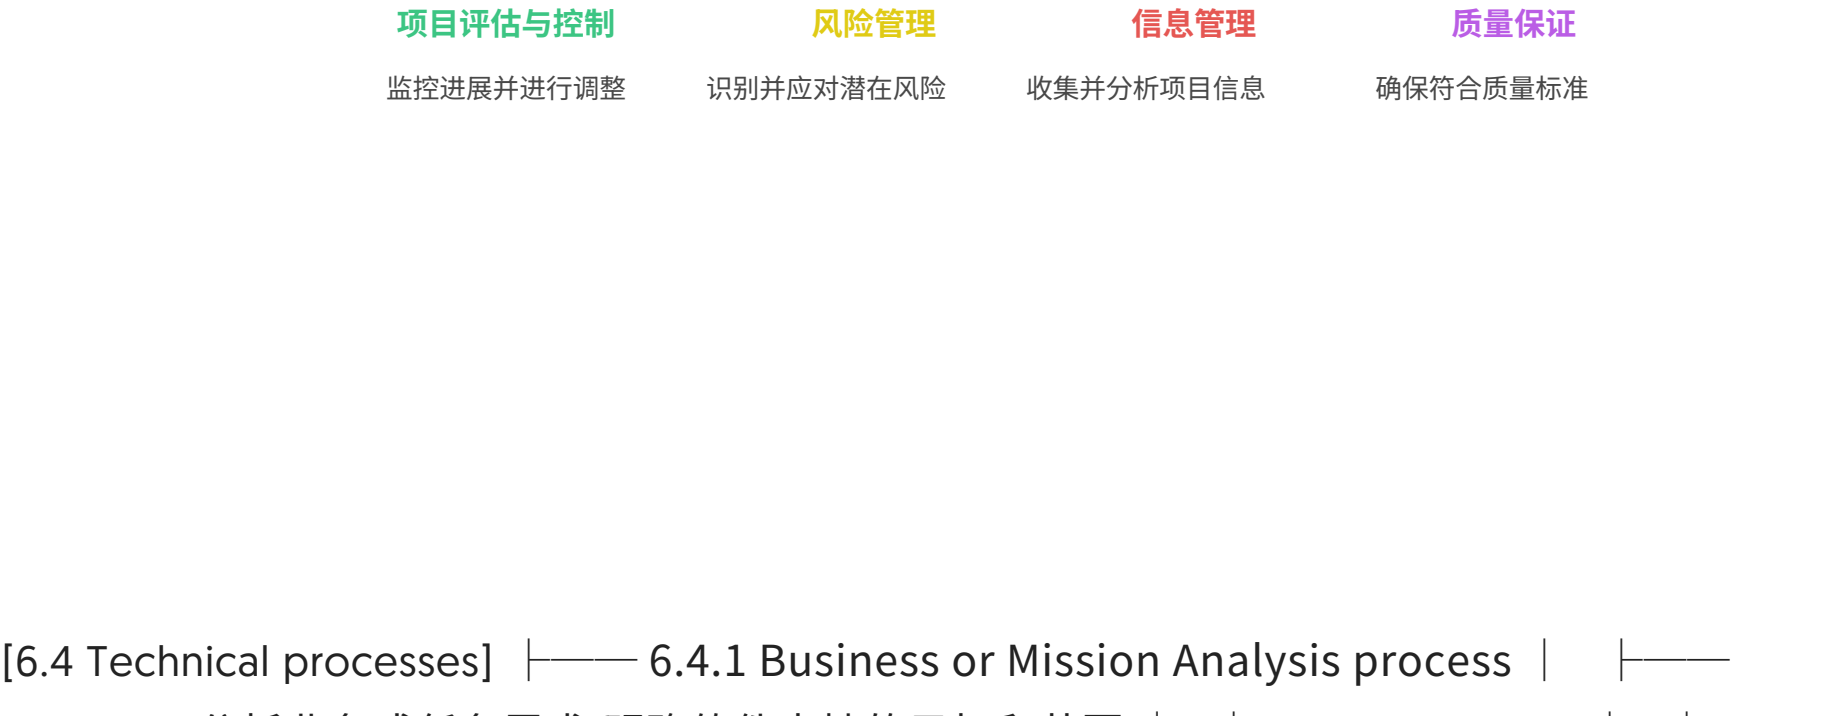 项目评估与控制 风险管理 信息管理 质量保证
监控进展并进行调整 识别并应对潜在风险 收集并分析项目信息 确保符合质量标准
[6.4 Technical processes] ├── 6.4.1 Business or Mission Analysis process │ ├──